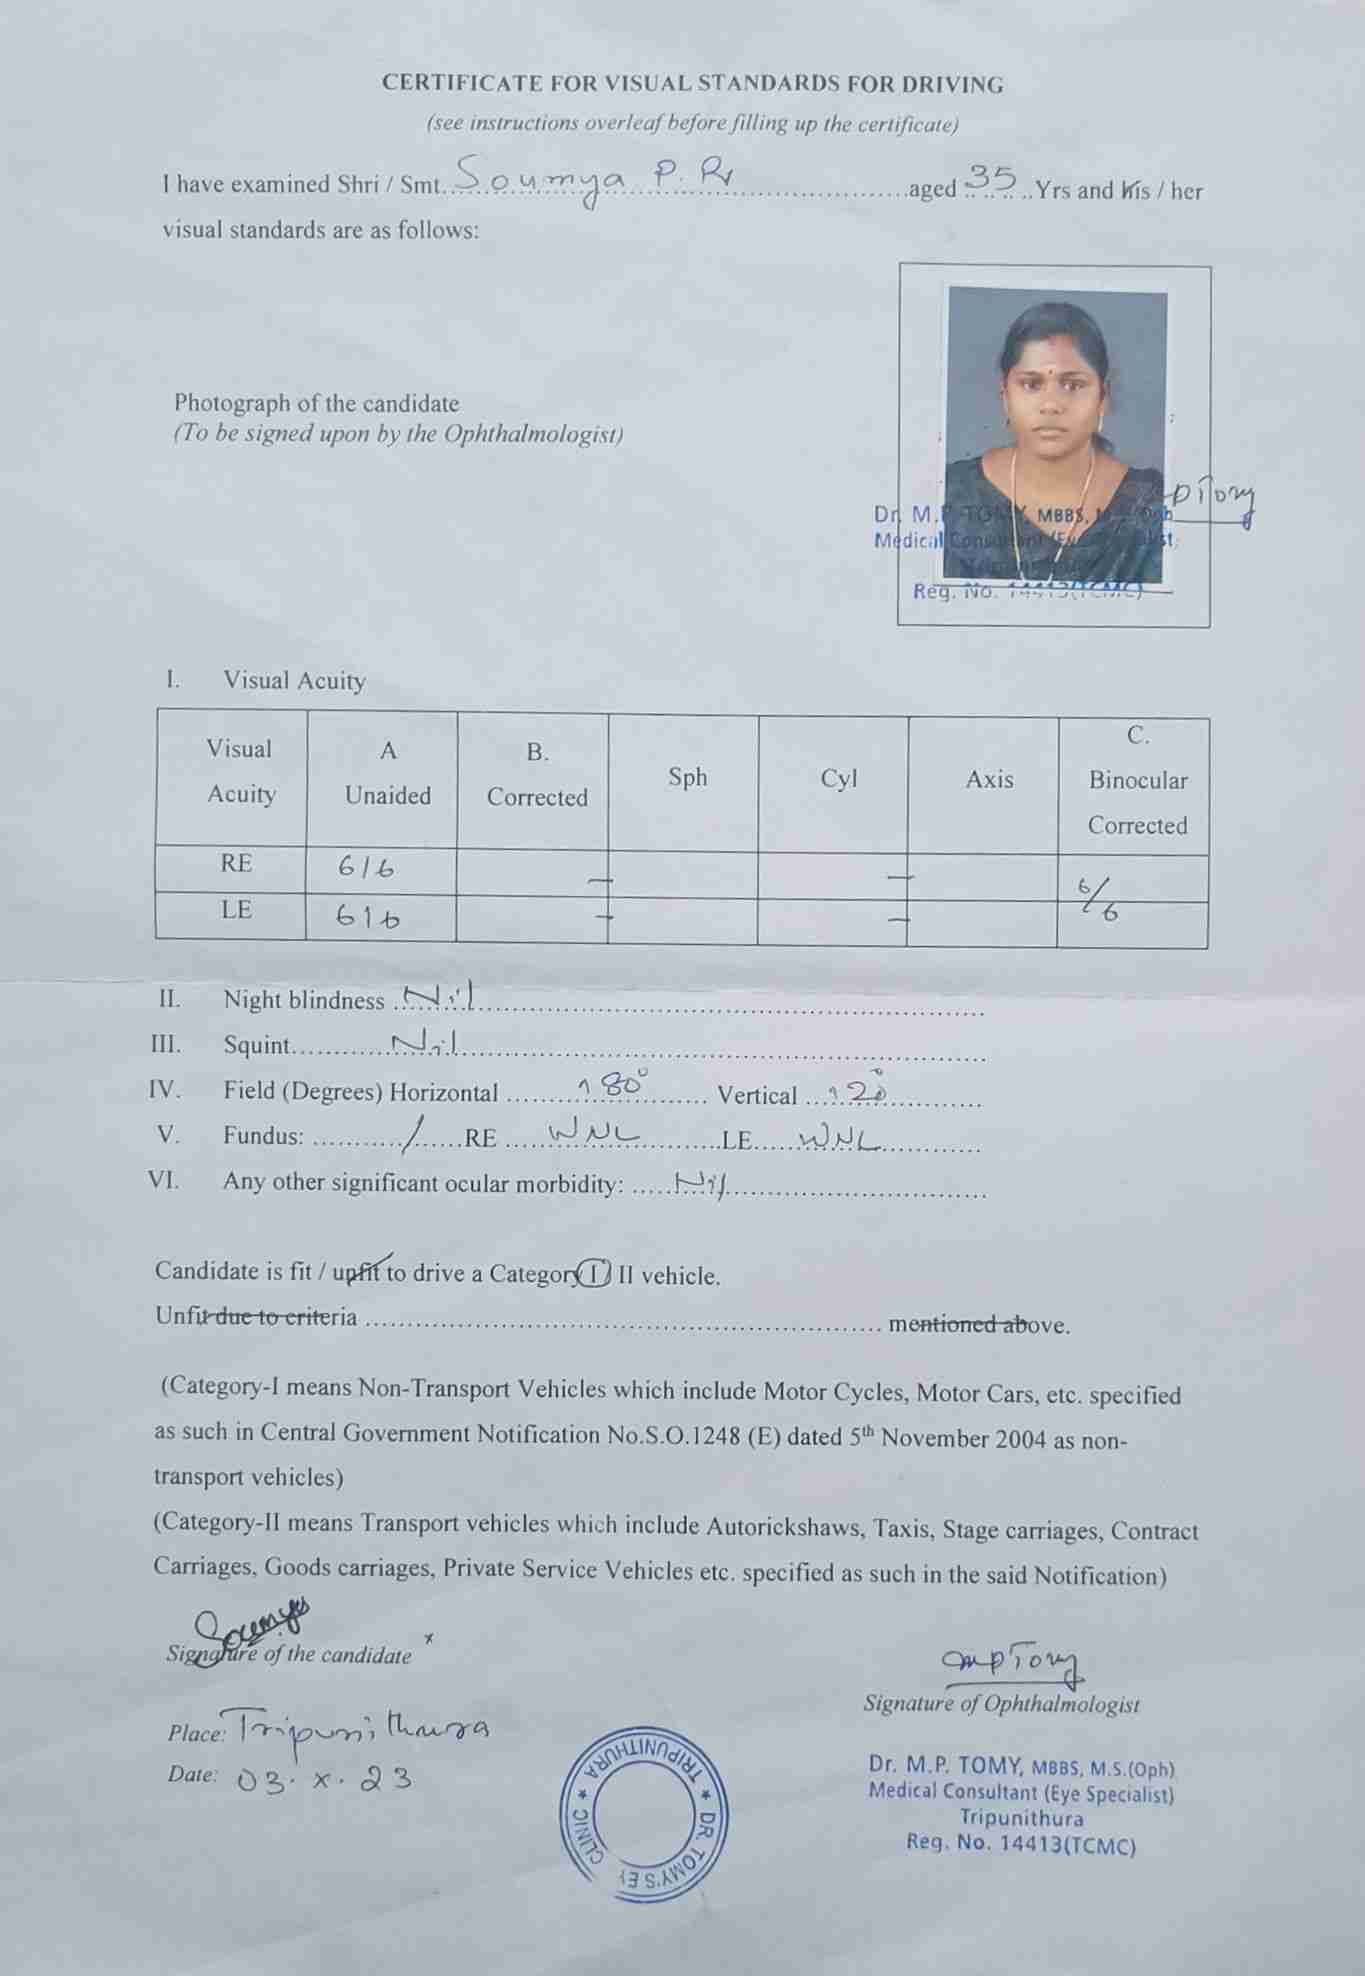 CERTIFICATE FOR VISUAL STANDARDS FOR DRIVING
(see instructions overleaf before filling up the certificate)
I have examined Shri / Smt. Soumya P. R aged 35 Yrs and his / her
visual standards are as follows:
Photograph of the candidate
(To be signed upon by the Ophthalmologist)
mpTomy
Dr. M.P. TOMY, MBBS, M.S.(Oph)
Medical Consultant (Eye Specialist)
Tripunithura
Reg. No. 14413(TCMC)
I. Visual Acuity
Visual Acuity A Unaided B. Corrected Sph Cyl Axis C. Binocular Corrected
RE 6/6 — — 6/6
LE 6/6 — —
II. Night blindness Nil
III. Squint Nil
IV. Field (Degrees) Horizontal 180° Vertical 120°
V. Fundus: / RE WNL LE WNL
VI. Any other significant ocular morbidity: Nil
Candidate is fit / unfit to drive a Category I / II vehicle.
Unfit due to criteria mentioned above.
(Category-I means Non-Transport Vehicles which include Motor Cycles, Motor Cars, etc. specified
as such in Central Government Notification No.S.O.1248 (E) dated 5th November 2004 as non-
transport vehicles)
(Category-II means Transport vehicles which include Autorickshaws, Taxis, Stage carriages, Contract
Carriages, Goods carriages, Private Service Vehicles etc. specified as such in the said Notification)
Soumya
Signature of the candidate x
mpTomy
Signature of Ophthalmologist
Place: Tripunithura
Date: 03. x. 23
DR. TOMY'S EY CLINIC * TRIPUNITHURA *
Dr. M.P. TOMY, MBBS, M.S.(Oph)
Medical Consultant (Eye Specialist)
Tripunithura
Reg. No. 14413(TCMC)